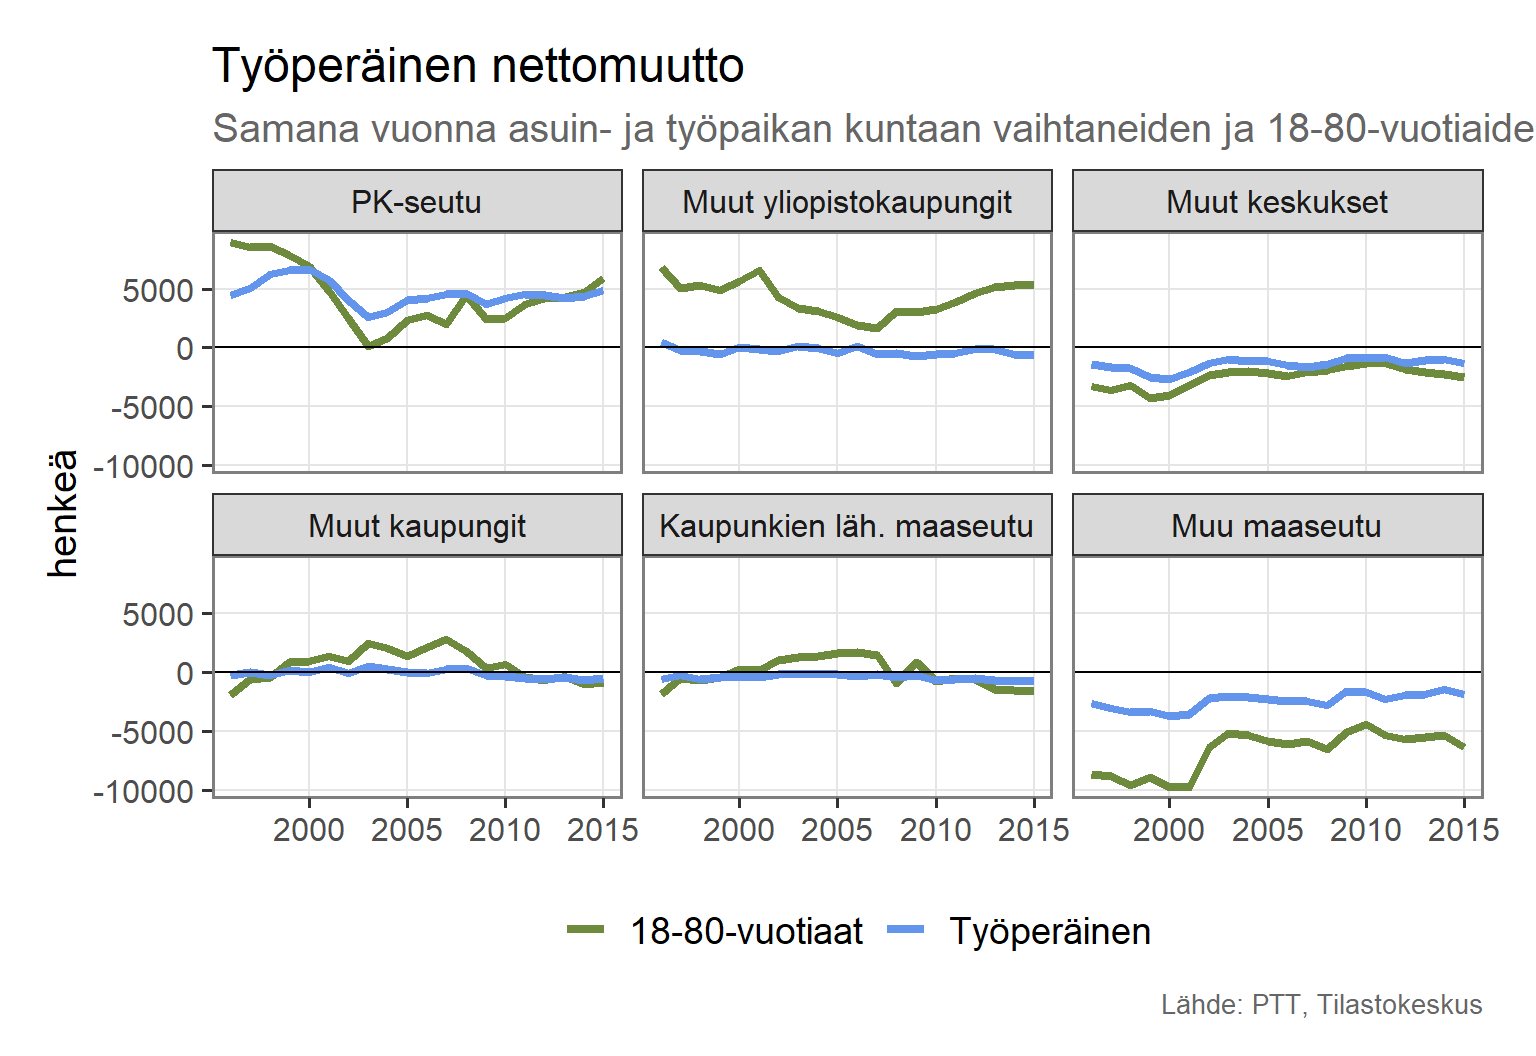 Työperäinen nettomuutto
Samana vuonna asuin- ja työpaikan kuntaan vaihtaneiden ja 18-80-vuotiaide
PK-seutu
Muut yliopistokaupungit
Muut keskukset
5000
0
-5000
-10000
henkeä
Muut kaupungit
Kaupunkien läh. maaseutu
Muu maaseutu
5000
0
-5000
-10000
2000 2005 2010 2015
2000 2005 2010 2015
2000 2005 2010 2015
18-80-vuotiaat
Työperäinen
Lähde: PTT, Tilastokeskus